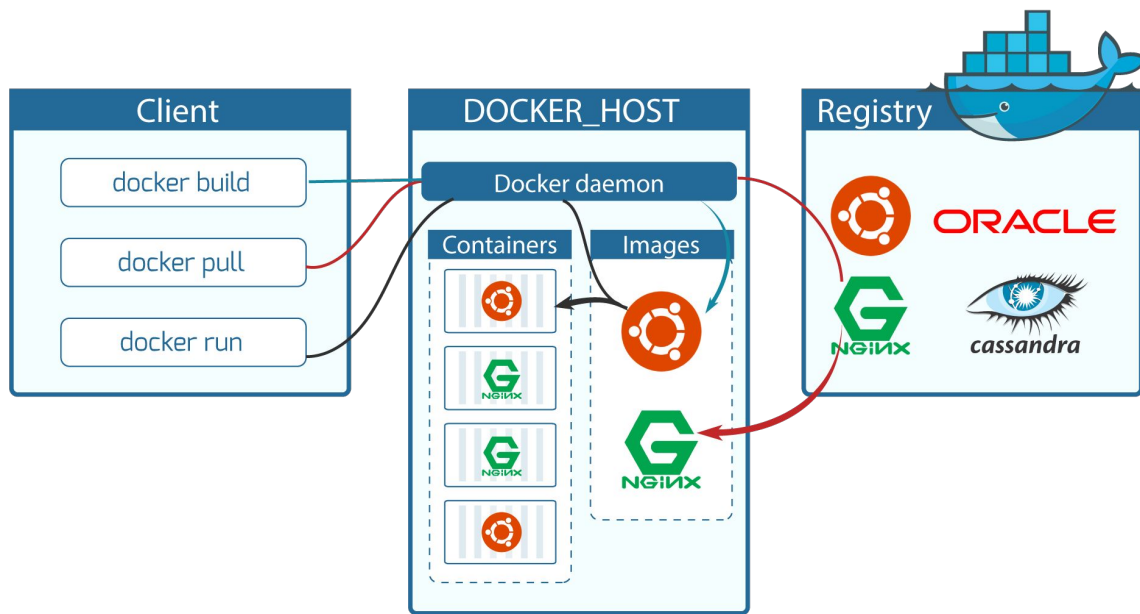 Client
docker build
docker pull
docker run
DOCKER_HOST
Docker daemon
Containers
NGiNX
NGiNX
Images
NGiNX
Registry
ORACLE
NGiNX
cassandra